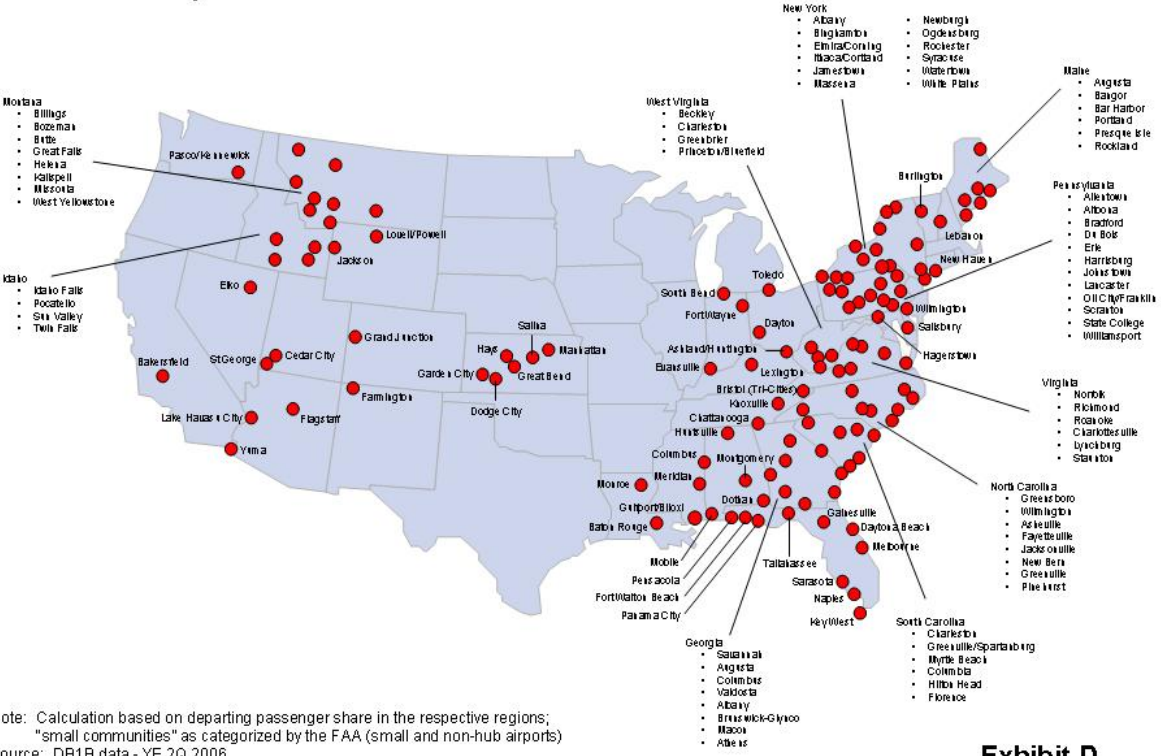 New York
• Albany
• Binghamton
• Elmira/Corning
• Ithaca/Cortland
• Jamestown
• Massena
• Newburgh
• Ogdensburg
• Rochester
• Syracuse
• Watertown
• White Plains
Maine
• Augusta
• Bangor
• Bar Harbor
• Portland
• Presque Isle
• Rockland
West Virginia
• Beckley
• Charleston
• Greenbrier
• Princeton/Bluefield
Montana
• Billings
• Bozeman
• Butte
• Great Falls
• Helena
• Kalispell
• Missoula
• West Yellowstone
Pasco/Kennewick
Burlington
Pennsylvania
• Allentown
• Altoona
• Bradford
• Du Bois
• Erie
• Harrisburg
• Johnstown
• Lancaster
• Oil City/Franklin
• Scranton
• State College
• Williamsport
Lovell/Powell
Lebanon
Jackson
New Haven
Idaho
• Idaho Falls
• Pocatello
• Sun Valley
• Twin Falls
Elko
Toledo
South Bend
Fort Wayne
Wilmington
Dayton
Salisbury
Grand Junction
Salina
Hays
Manhattan
Ashland/Huntington
Hagerstown
Bakersfield
St George
Cedar City
Garden City
Great Bend
Evansville
Lexington
Farmington
Dodge City
Bristol (Tri-Cities)
Knoxville
Virginia
• Norfolk
• Richmond
• Roanoke
• Charlottesville
• Lynchburg
• Staunton
Lake Havasu City
Flagstaff
Chattanooga
Huntsville
Yuma
Columbus
Montgomery
Monroe
Meridian
Dothan
North Carolina
• Greensboro
• Wilmington
• Asheville
• Fayetteville
• Jacksonville
• New Bern
• Greenville
• Pinehurst
Gulfport/Biloxi
Baton Rouge
Gainesville
Daytona Beach
Melbourne
Mobile
Tallahassee
Pensacola
Sarasota
Fort Walton Beach
Naples
Panama City
Key West
South Carolina
• Charleston
• Greenville/Spartanburg
• Myrtle Beach
• Columbia
• Hilton Head
• Florence
Georgia
• Savannah
• Augusta
• Columbus
• Valdosta
• Albany
• Brunswick-Glynco
• Macon
• Athens
ote: Calculation based on departing passenger share in the respective regions;
"small communities" as categorized by the FAA (small and non-hub airports)
ource: DB1B data - YE 2Q 2006
Exhibit D